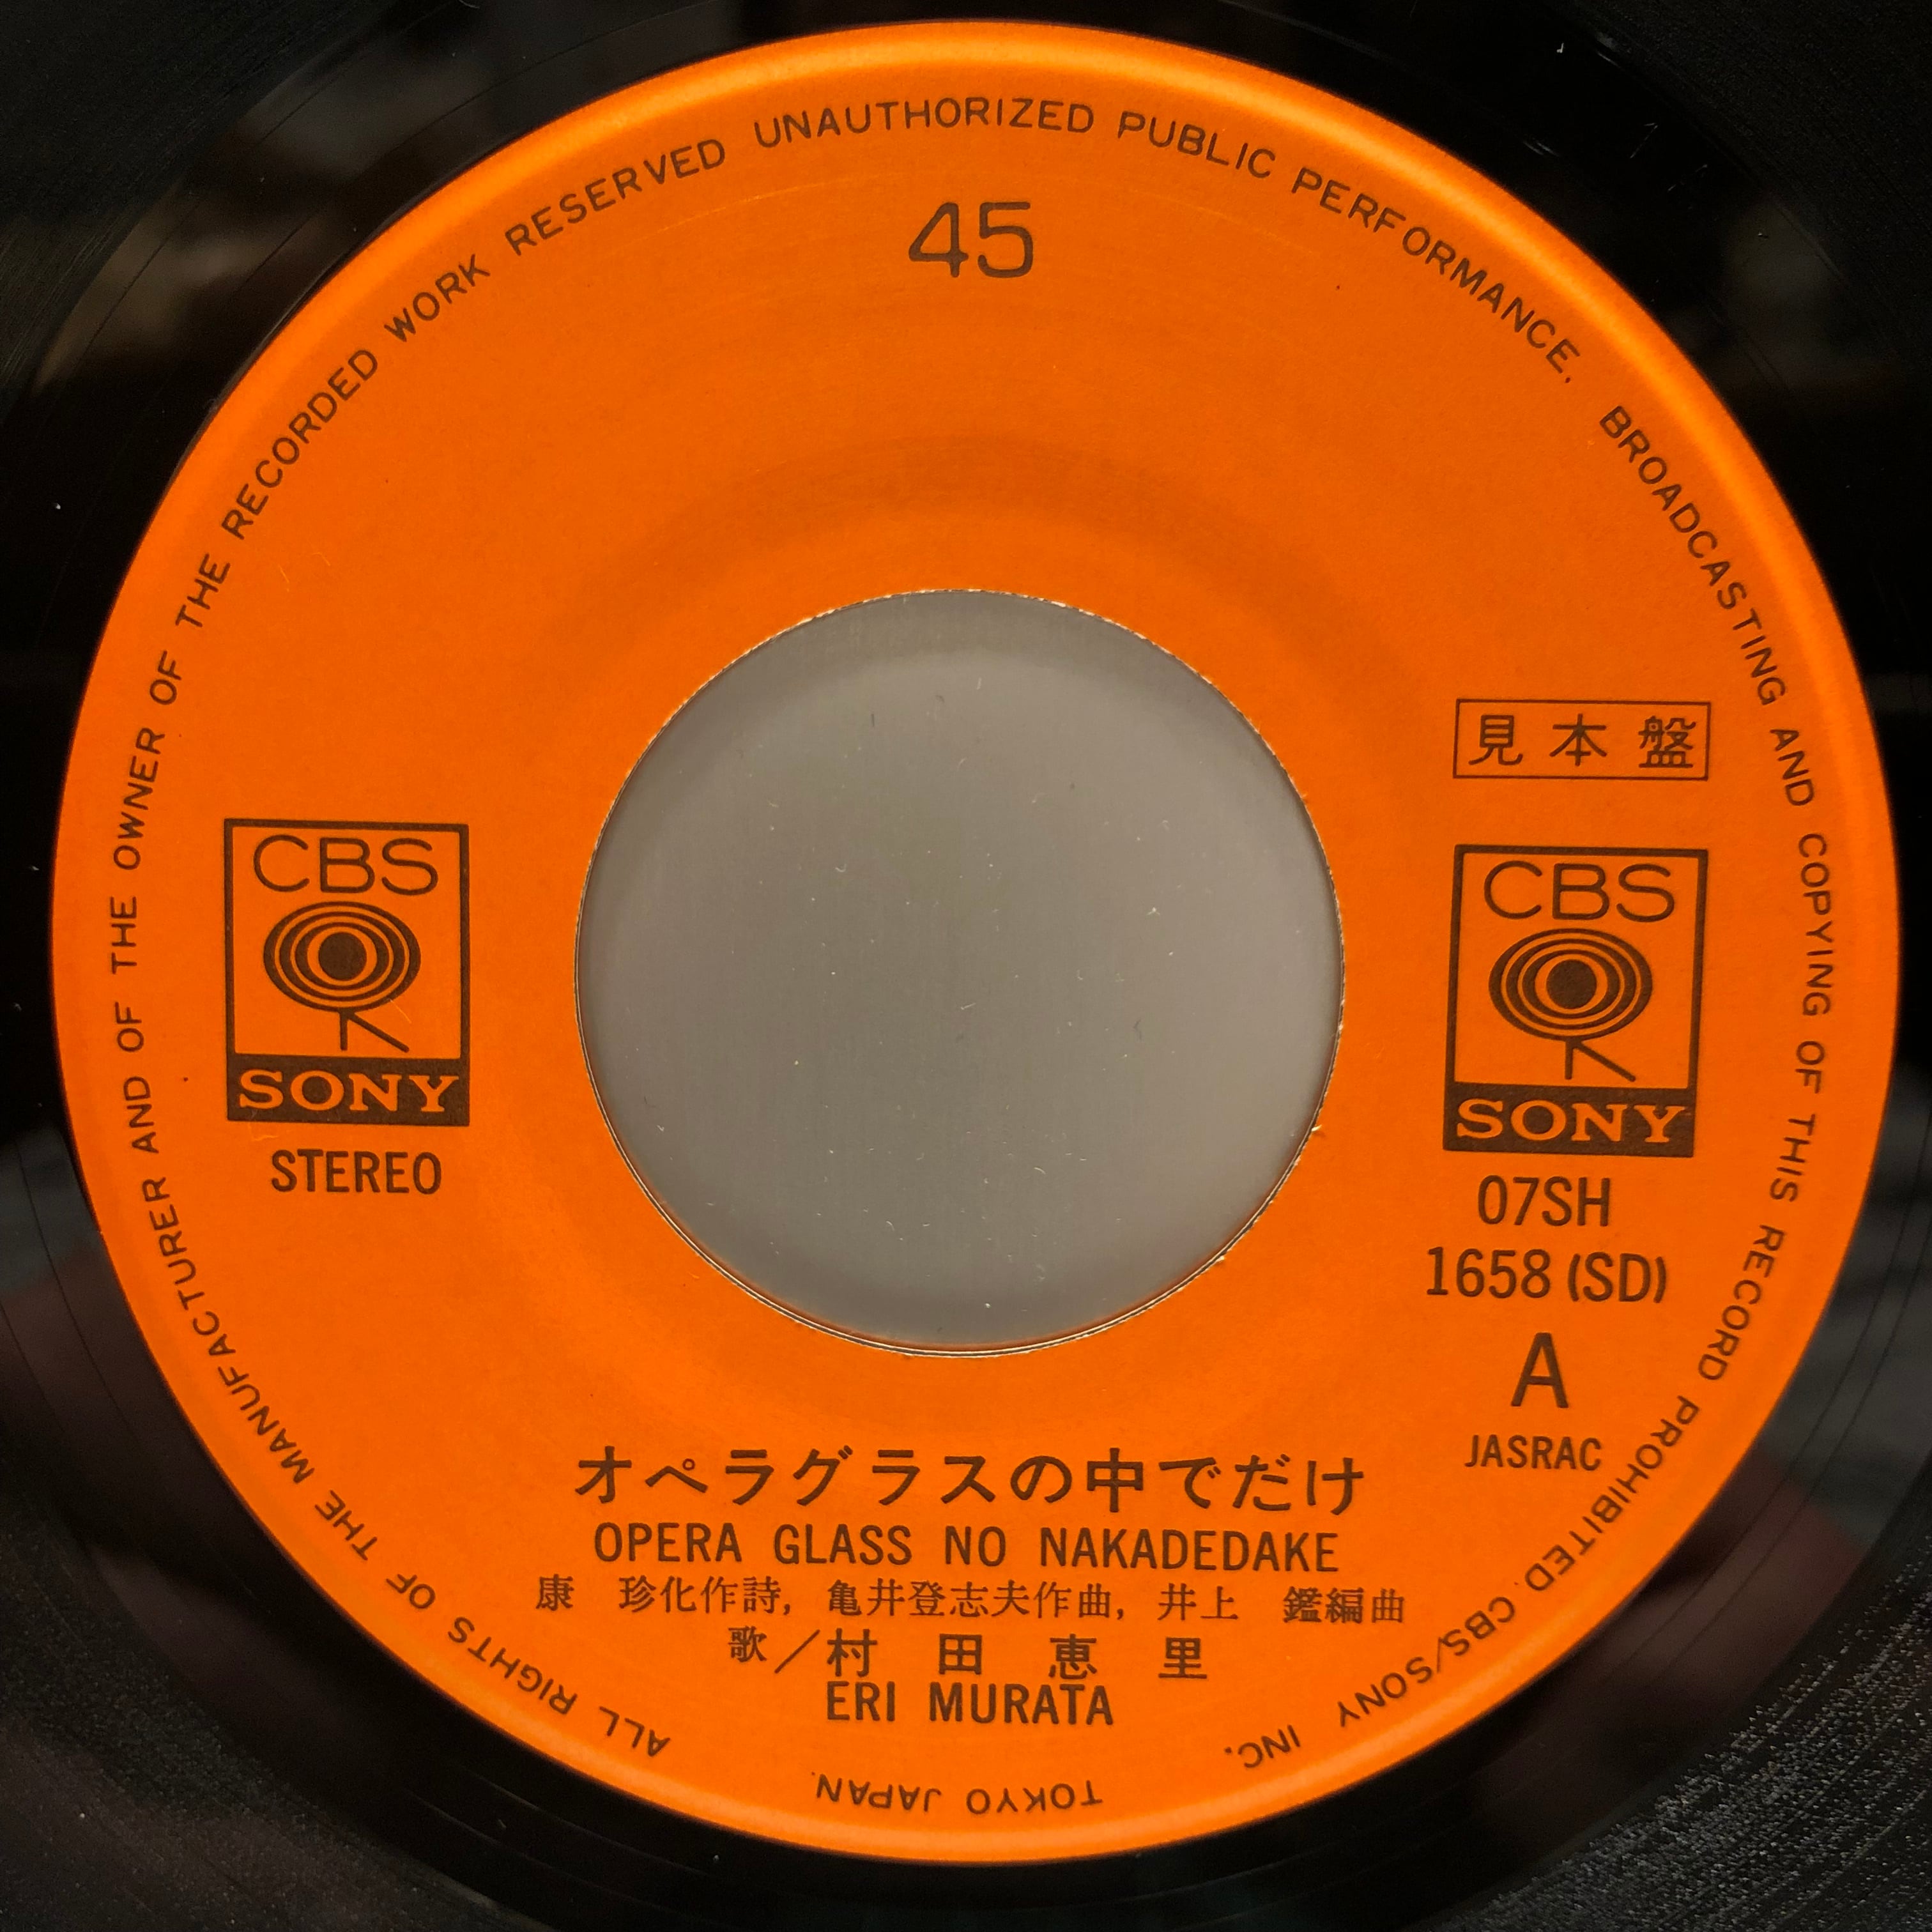 ALL RIGHTS OF THE MANUFACTURER AND OF THE OWNER OF THE RECORDED WORK RESERVED UNAUTHORIZED PUBLIC PERFORMANCE, BROADCASTING AND COPYING OF THIS RECORD PROHIBITED CBS/SONY INC.
TOKYO JAPAN.
45
CBS
SONY
STEREO
見本盤
CBS
SONY
07SH
1658 (SD)
A
JASRAC
オペラグラスの中でだけ
OPERA GLASS NO NAKADEDAKE
康 珍化作詩, 亀井登志夫作曲, 井上 鑑編曲
歌／村田恵里
ERI MURATA